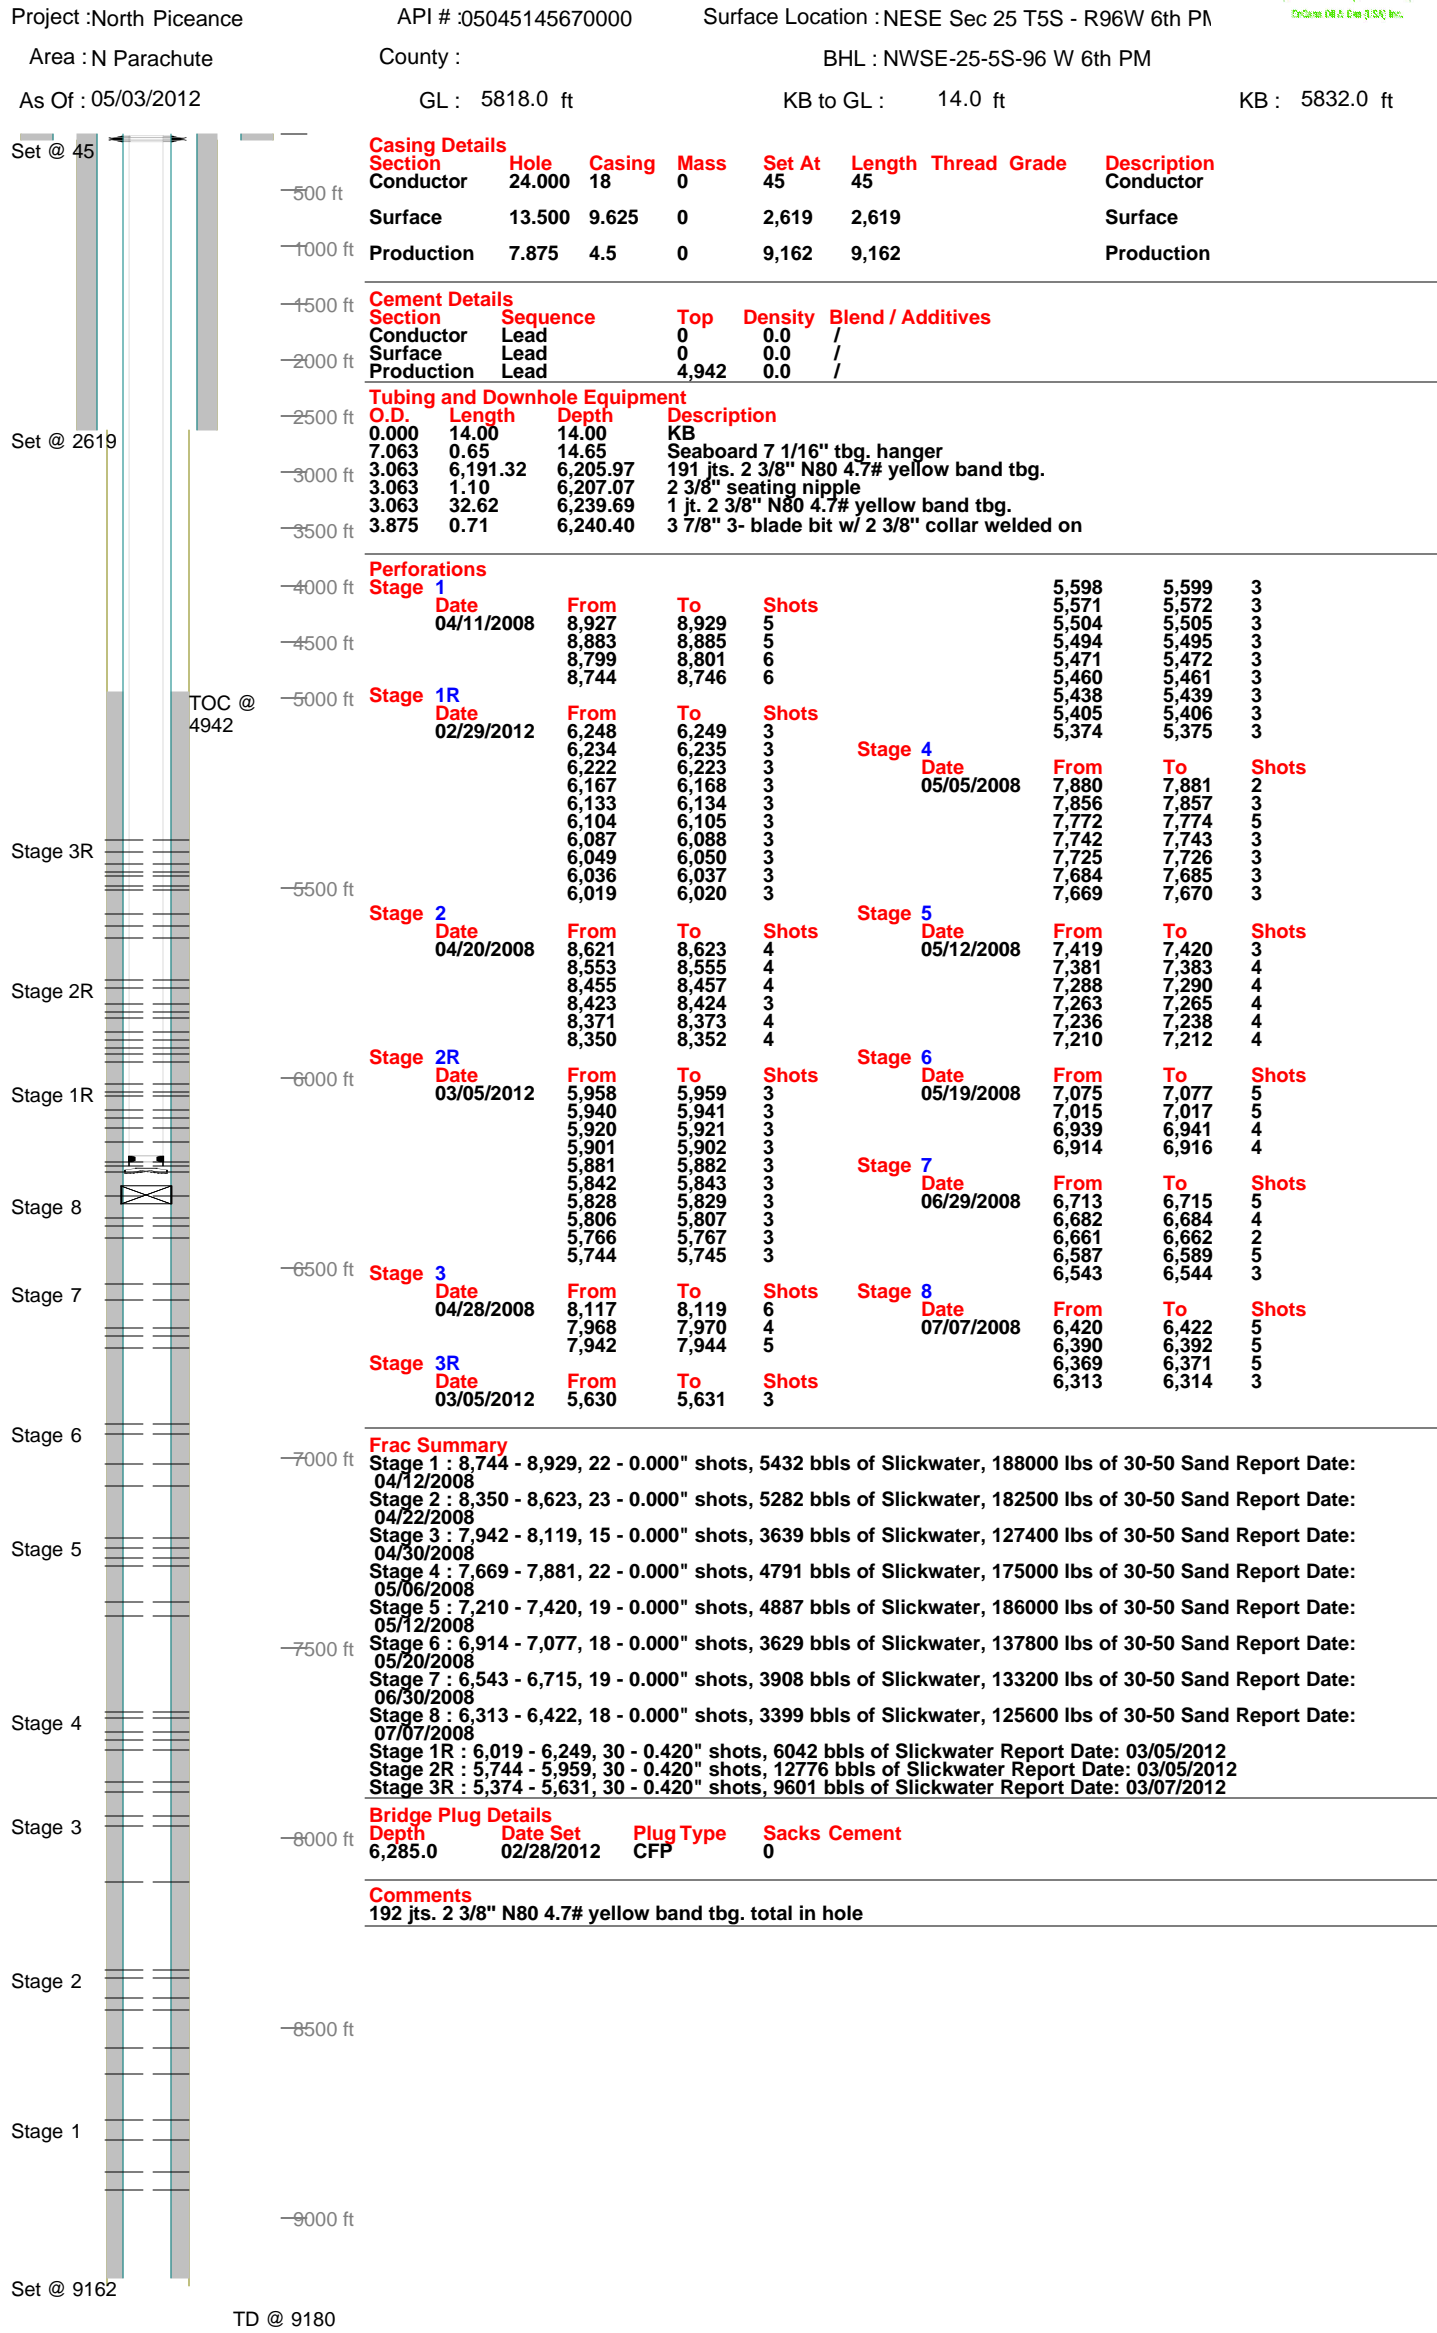 Project : North Piceance API # : 05045145670000 Surface Location : NESE Sec 25 T5S - R96W 6th PM
Area : N Parachute County : BHL : NWSE-25-5S-96 W 6th PM
As Of : 05/03/2012 GL : 5818.0 ft KB to GL : 14.0 ft KB : 5832.0 ft
Set @ 45
Set @ 2619
TOC @
4942
Stage 3R
Stage 2R
Stage 1R
Stage 8
Stage 7
Stage 6
Stage 5
Stage 4
Stage 3
Stage 2
Stage 1
Set @ 9162
TD @ 9180
500 ft
1000 ft
1500 ft
2000 ft
2500 ft
3000 ft
3500 ft
4000 ft
4500 ft
5000 ft
5500 ft
6000 ft
6500 ft
7000 ft
7500 ft
8000 ft
8500 ft
9000 ft
Casing Details
Section Hole Casing Mass Set At Length Thread Grade Description
Conductor 24.000 18 0 45 45 Conductor
Surface 13.500 9.625 0 2,619 2,619 Surface
Production 7.875 4.5 0 9,162 9,162 Production
Cement Details
Section Sequence Top Density Blend / Additives
Conductor Lead 0 0.0 /
Surface Lead 0 0.0 /
Production Lead 4,942 0.0 /
Tubing and Downhole Equipment
O.D. Length Depth Description
0.000 14.00 14.00 KB
7.063 0.65 14.65 Seaboard 7 1/16" tbg. hanger
3.063 6,191.32 6,205.97 191 jts. 2 3/8" N80 4.7# yellow band tbg.
3.063 1.10 6,207.07 2 3/8" seating nipple
3.063 32.62 6,239.69 1 jt. 2 3/8" N80 4.7# yellow band tbg.
3.875 0.71 6,240.40 3 7/8" 3- blade bit w/ 2 3/8" collar welded on
Perforations
Stage 1
Date From To Shots
04/11/2008 8,927 8,929 5
8,883 8,885 5
8,799 8,801 6
8,744 8,746 6
Stage 1R
Date From To Shots
02/29/2012 6,248 6,249 3
6,234 6,235 3
6,222 6,223 3
6,167 6,168 3
6,133 6,134 3
6,104 6,105 3
6,087 6,088 3
6,049 6,050 3
6,036 6,037 3
6,019 6,020 3
Stage 2
Date From To Shots
04/20/2008 8,621 8,623 4
8,553 8,555 4
8,455 8,457 4
8,423 8,424 3
8,371 8,373 4
8,350 8,352 4
Stage 2R
Date From To Shots
03/05/2012 5,958 5,959 3
5,940 5,941 3
5,920 5,921 3
5,901 5,902 3
5,881 5,882 3
5,842 5,843 3
5,828 5,829 3
5,806 5,807 3
5,766 5,767 3
5,744 5,745 3
Stage 3
Date From To Shots
04/28/2008 8,117 8,119 6
7,968 7,970 4
7,942 7,944 5
Stage 3R
Date From To Shots
03/05/2012 5,630 5,631 3
5,598 5,599 3
5,571 5,572 3
5,504 5,505 3
5,494 5,495 3
5,471 5,472 3
5,460 5,461 3
5,438 5,439 3
5,405 5,406 3
5,374 5,375 3
Stage 4
Date From To Shots
05/05/2008 7,880 7,881 2
7,856 7,857 3
7,772 7,774 5
7,742 7,743 3
7,725 7,726 3
7,684 7,685 3
7,669 7,670 3
Stage 5
Date From To Shots
05/12/2008 7,419 7,420 3
7,381 7,383 4
7,288 7,290 4
7,263 7,265 4
7,236 7,238 4
7,210 7,212 4
Stage 6
Date From To Shots
05/19/2008 7,075 7,077 5
7,015 7,017 5
6,939 6,941 4
6,914 6,916 4
Stage 7
Date From To Shots
06/29/2008 6,713 6,715 5
6,682 6,684 4
6,661 6,662 2
6,587 6,589 5
6,543 6,544 3
Stage 8
Date From To Shots
07/07/2008 6,420 6,422 5
6,390 6,392 5
6,369 6,371 5
6,313 6,314 3
Frac Summary
Stage 1 : 8,744 - 8,929, 22 - 0.000" shots, 5432 bbls of Slickwater, 188000 lbs of 30-50 Sand Report Date:
04/12/2008
Stage 2 : 8,350 - 8,623, 23 - 0.000" shots, 5282 bbls of Slickwater, 182500 lbs of 30-50 Sand Report Date:
04/22/2008
Stage 3 : 7,942 - 8,119, 15 - 0.000" shots, 3639 bbls of Slickwater, 127400 lbs of 30-50 Sand Report Date:
04/30/2008
Stage 4 : 7,669 - 7,881, 22 - 0.000" shots, 4791 bbls of Slickwater, 175000 lbs of 30-50 Sand Report Date:
05/06/2008
Stage 5 : 7,210 - 7,420, 19 - 0.000" shots, 4887 bbls of Slickwater, 186000 lbs of 30-50 Sand Report Date:
05/12/2008
Stage 6 : 6,914 - 7,077, 18 - 0.000" shots, 3629 bbls of Slickwater, 137800 lbs of 30-50 Sand Report Date:
05/20/2008
Stage 7 : 6,543 - 6,715, 19 - 0.000" shots, 3908 bbls of Slickwater, 133200 lbs of 30-50 Sand Report Date:
06/30/2008
Stage 8 : 6,313 - 6,422, 18 - 0.000" shots, 3399 bbls of Slickwater, 125600 lbs of 30-50 Sand Report Date:
07/07/2008
Stage 1R : 6,019 - 6,249, 30 - 0.420" shots, 6042 bbls of Slickwater Report Date: 03/05/2012
Stage 2R : 5,744 - 5,959, 30 - 0.420" shots, 12776 bbls of Slickwater Report Date: 03/05/2012
Stage 3R : 5,374 - 5,631, 30 - 0.420" shots, 9601 bbls of Slickwater Report Date: 03/07/2012
Bridge Plug Details
Depth Date Set Plug Type Sacks Cement
6,285.0 02/28/2012 CFP 0
Comments
192 jts. 2 3/8" N80 4.7# yellow band tbg. total in hole